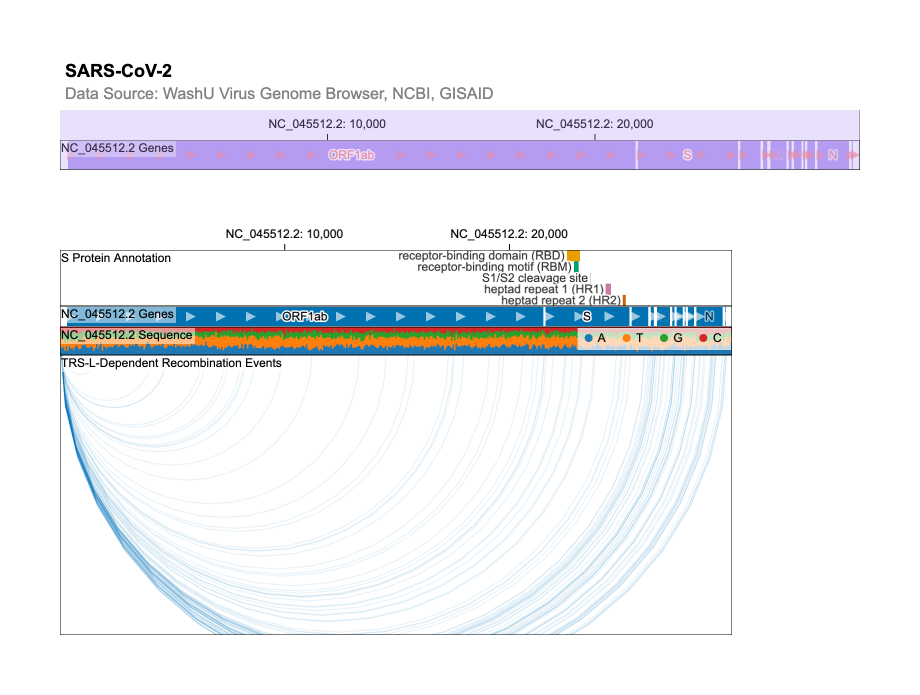 SARS-CoV-2
Data Source: WashU Virus Genome Browser, NCBI, GISAID
NC_045512.2: 10,000 NC_045512.2: 20,000
NC_045512.2 Genes ORF1ab S N
NC_045512.2: 10,000 NC_045512.2: 20,000
S Protein Annotation
receptor-binding domain (RBD)
receptor-binding motif (RBM)
S1/S2 cleavage site
heptad repeat 1 (HR1)
heptad repeat 2 (HR2)
NC_045512.2 Genes ORF1ab S N
NC_045512.2 Sequence A T G C
TRS-L-Dependent Recombination Events